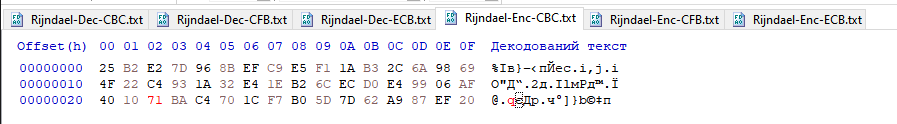 Rijndael-Dec-CBC.txt Rijndael-Dec-CFB.txt Rijndael-Dec-ECB.txt Rijndael-Enc-CBC.txt Rijndael-Enc-CFB.txt Rijndael-Enc-ECB.txt
Offset(h) 00 01 02 03 04 05 06 07 08 09 0A 0B 0C 0D 0E 0F Декодований текст
00000000 25 B2 E2 7D 96 8B EF C9 E5 F1 1A B3 2C 6A 98 69 %Ів}–‹пЙес.і,j.i
00000010 4F 22 C4 93 1A 32 E4 1E B2 6C EC ED D0 E4 99 06 AF O"Д“.2д.ІlмРд™.Ї
00000020 40 10 71 BA C4 70 1C F7 B0 5D 7D 62 A9 87 EF 20 @.qєДp.ч°]}b©‡п